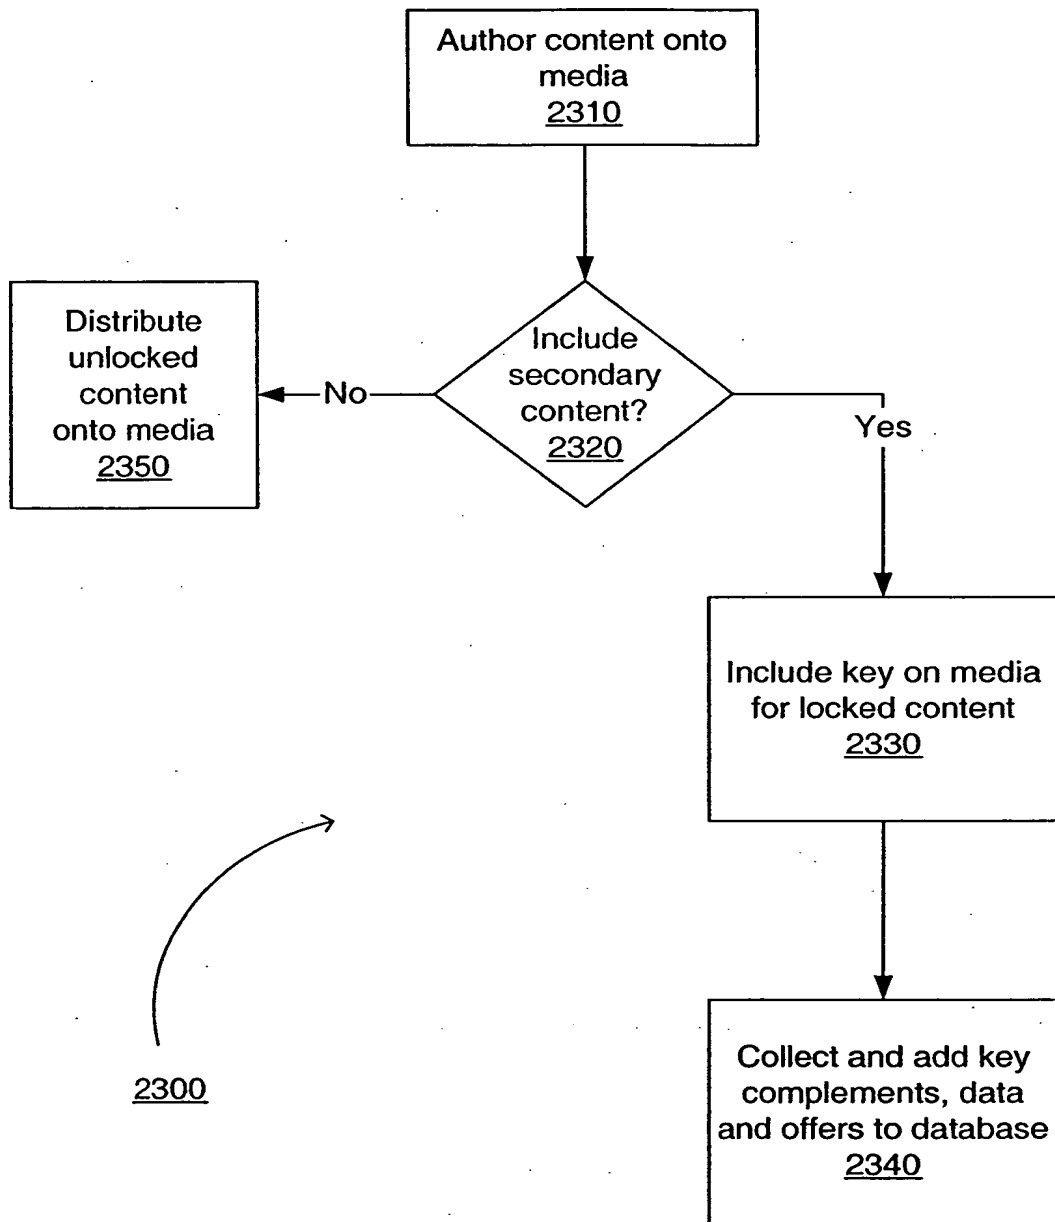 Author content onto
media
2310
Include
secondary
content?
2320
No
Yes
Distribute
unlocked
content
onto media
2350
Include key on media
for locked content
2330
Collect and add key
complements, data
and offers to database
2340
2300